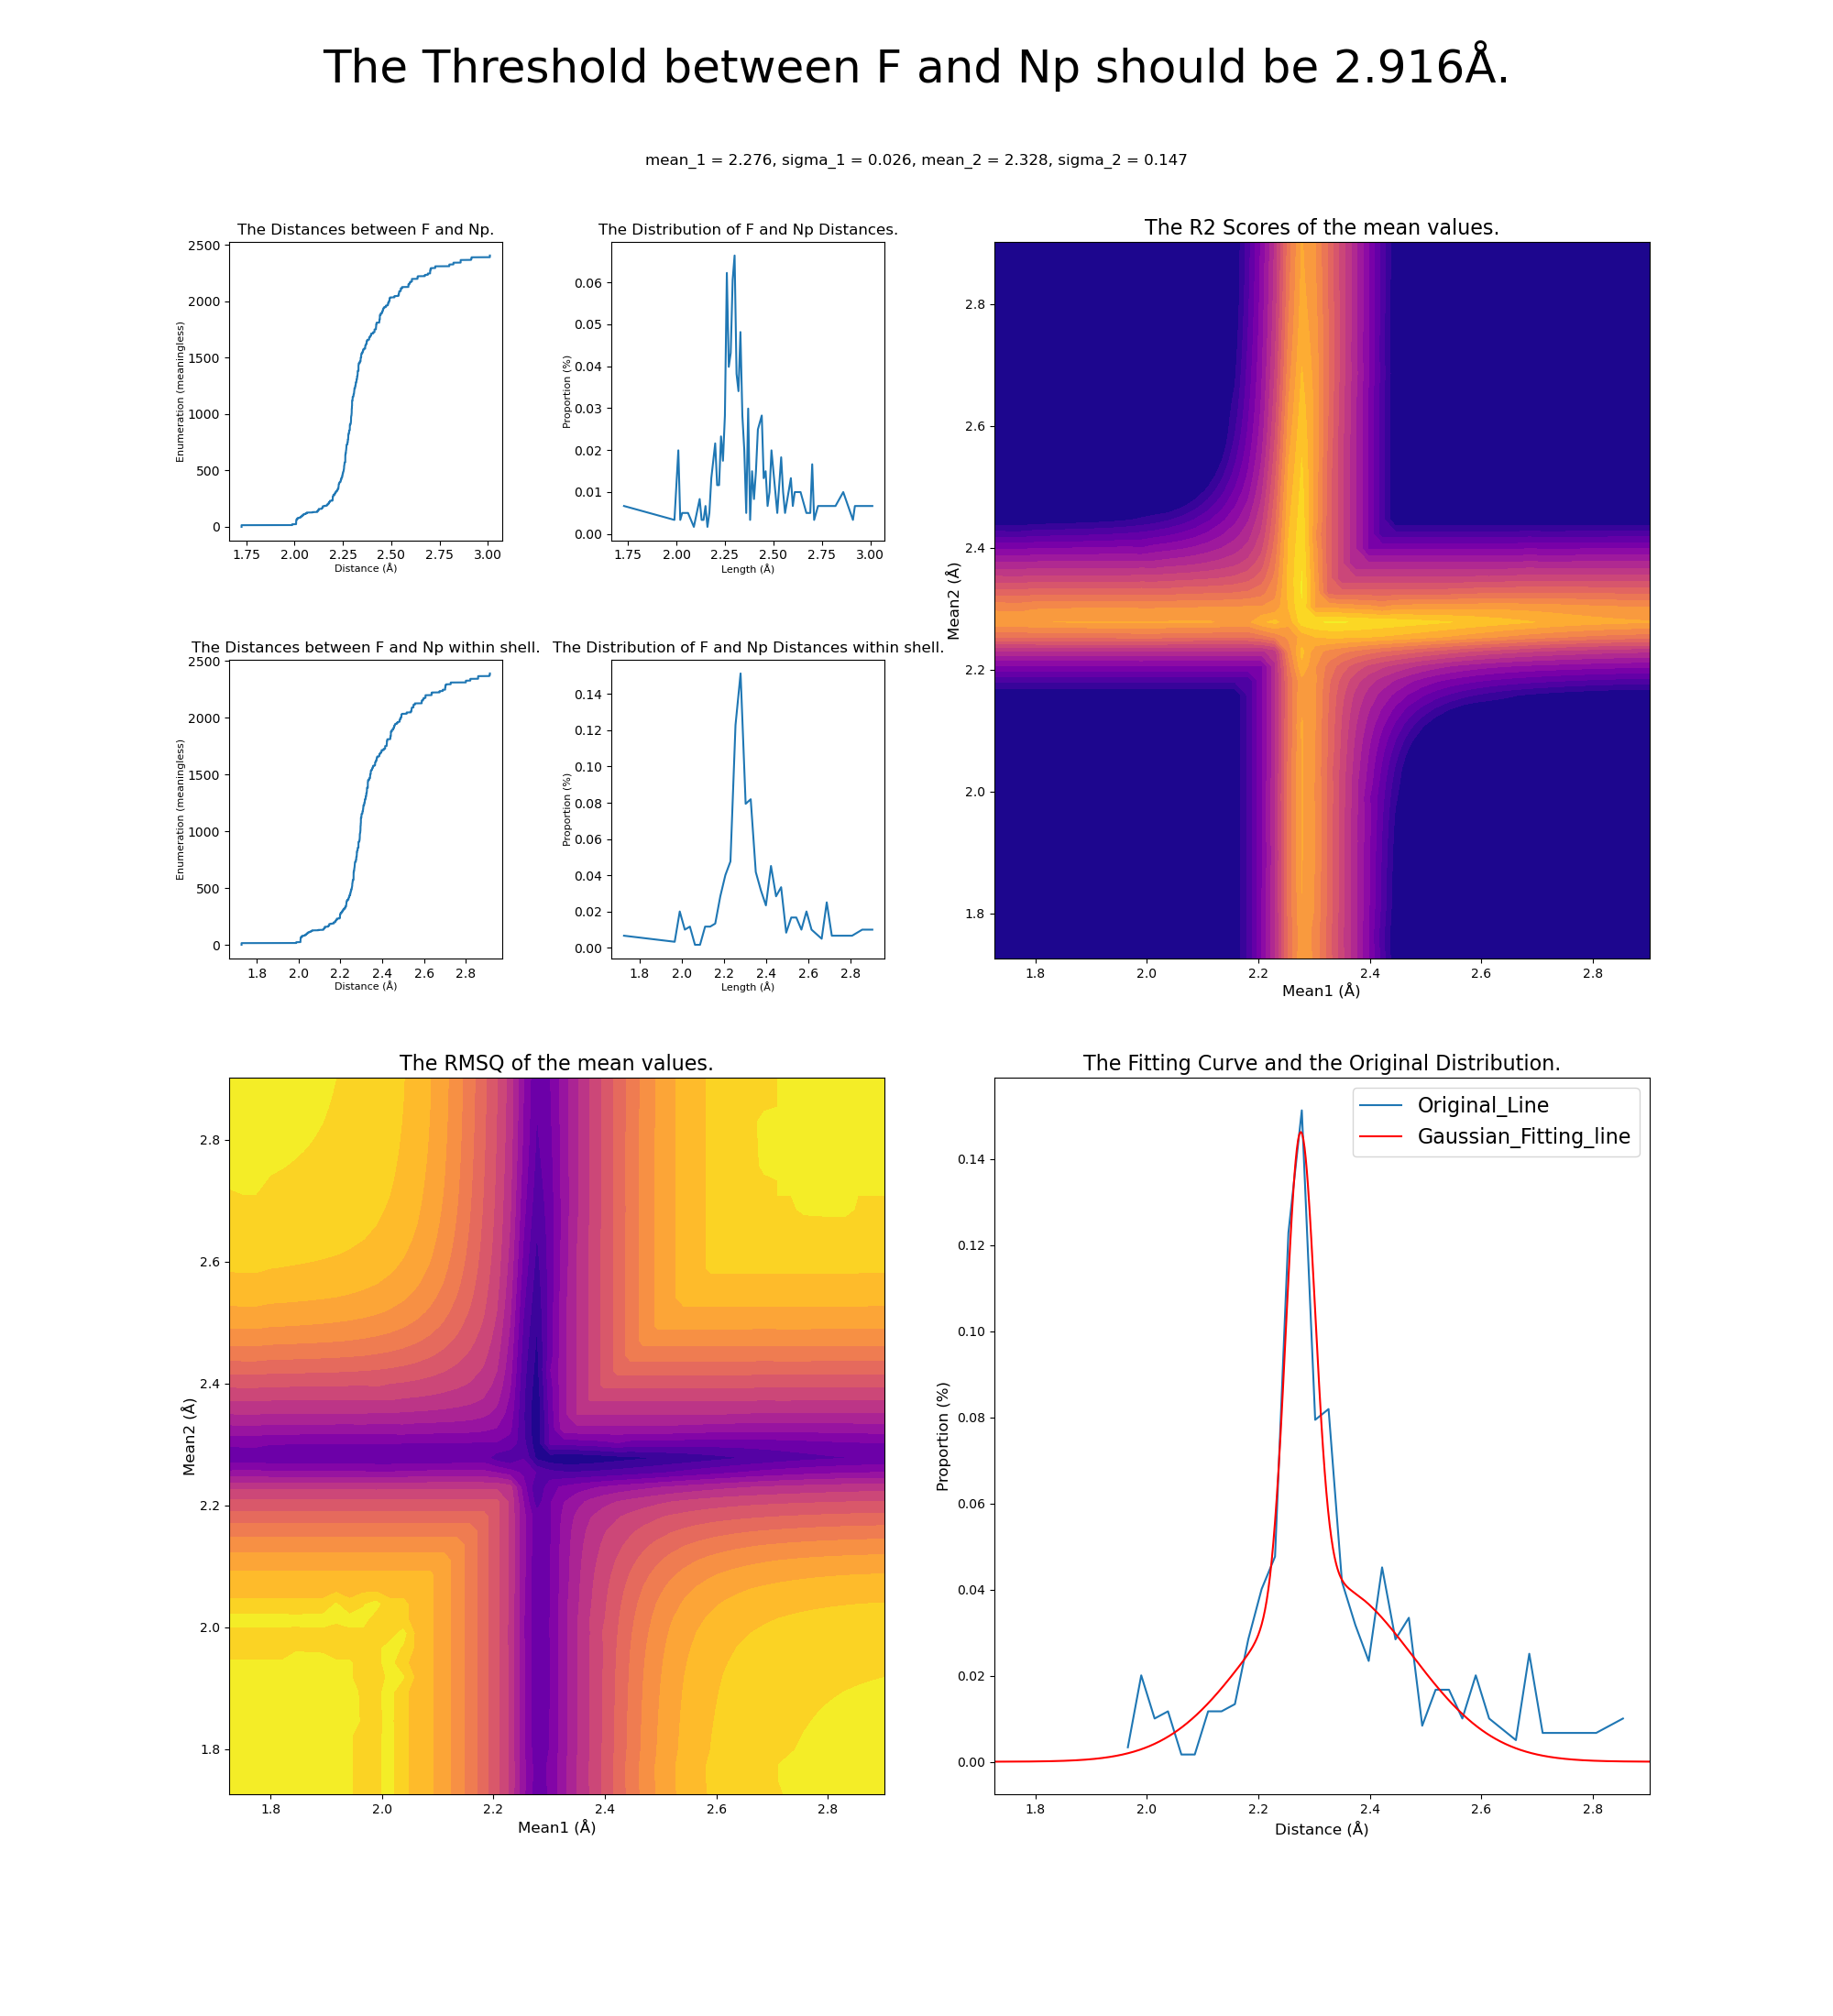 The Threshold between F and Np should be 2.916Å.
mean_1 = 2.276, sigma_1 = 0.026, mean_2 = 2.328, sigma_2 = 0.147
The Distances between F and Np.
2500
2000
1500
1000
500
0
Enumeration (meaningless)
1.75 2.00 2.25 2.50 2.75 3.00
Distance (Å)
The Distribution of F and Np Distances.
0.06
0.05
0.04
0.03
0.02
0.01
0.00
Proportion (%)
1.75 2.00 2.25 2.50 2.75 3.00
Length (Å)
The R2 Scores of the mean values.
2.8
2.6
2.4
2.2
2.0
1.8
Mean2 (Å)
1.8 2.0 2.2 2.4 2.6 2.8
Mean1 (Å)
The Distances between F and Np within shell.
2500
2000
1500
1000
500
0
Enumeration (meaningless)
1.8 2.0 2.2 2.4 2.6 2.8
Distance (Å)
The Distribution of F and Np Distances within shell.
0.14
0.12
0.10
0.08
0.06
0.04
0.02
0.00
Proportion (%)
1.8 2.0 2.2 2.4 2.6 2.8
Length (Å)
The RMSQ of the mean values.
2.8
2.6
2.4
2.2
2.0
1.8
Mean2 (Å)
1.8 2.0 2.2 2.4 2.6 2.8
Mean1 (Å)
The Fitting Curve and the Original Distribution.
Original_Line
Gaussian_Fitting_line
0.14
0.12
0.10
0.08
0.06
0.04
0.02
0.00
Proportion (%)
1.8 2.0 2.2 2.4 2.6 2.8
Distance (Å)